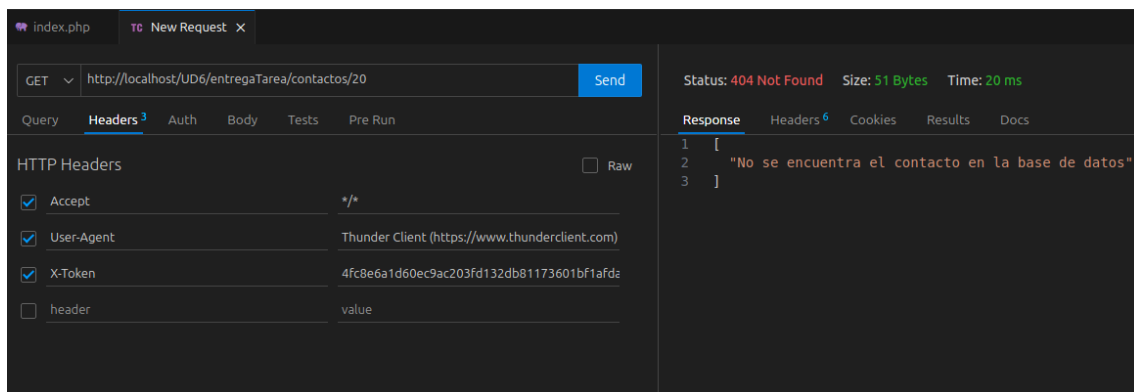 index.php
TC New Request
GET http://localhost/UD6/entregaTarea/contactos/20 Send
Query Headers 3 Auth Body Tests Pre Run
HTTP Headers Raw
Accept */*
User-Agent Thunder Client (https://www.thunderclient.com)
X-Token 4fc8e6a1d60ec9ac203fd132db81173601bf1afda
header value
Status: 404 Not Found Size: 51 Bytes Time: 20 ms
Response Headers 6 Cookies Results Docs
1 [
2 "No se encuentra el contacto en la base de datos"
3 ]